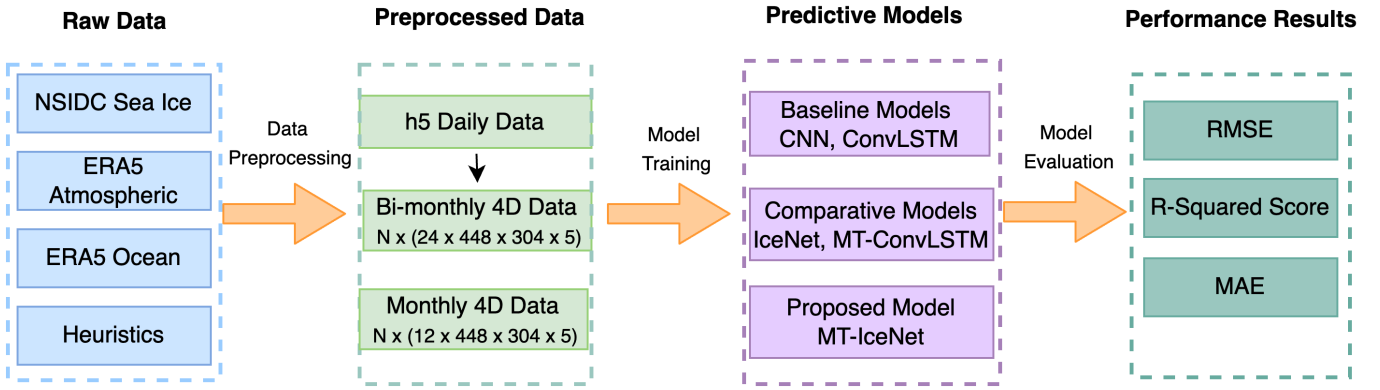 Raw Data
NSIDC Sea Ice
ERA5
Atmospheric
ERA5 Ocean
Heuristics
Data
Preprocessing
Preprocessed Data
h5 Daily Data
Bi-monthly 4D Data
N x (24 x 448 x 304 x 5)
Monthly 4D Data
N x (12 x 448 x 304 x 5)
Model
Training
Predictive Models
Baseline Models
CNN, ConvLSTM
Comparative Models
IceNet, MT-ConvLSTM
Proposed Model
MT-IceNet
Model
Evaluation
Performance Results
RMSE
R-Squared Score
MAE